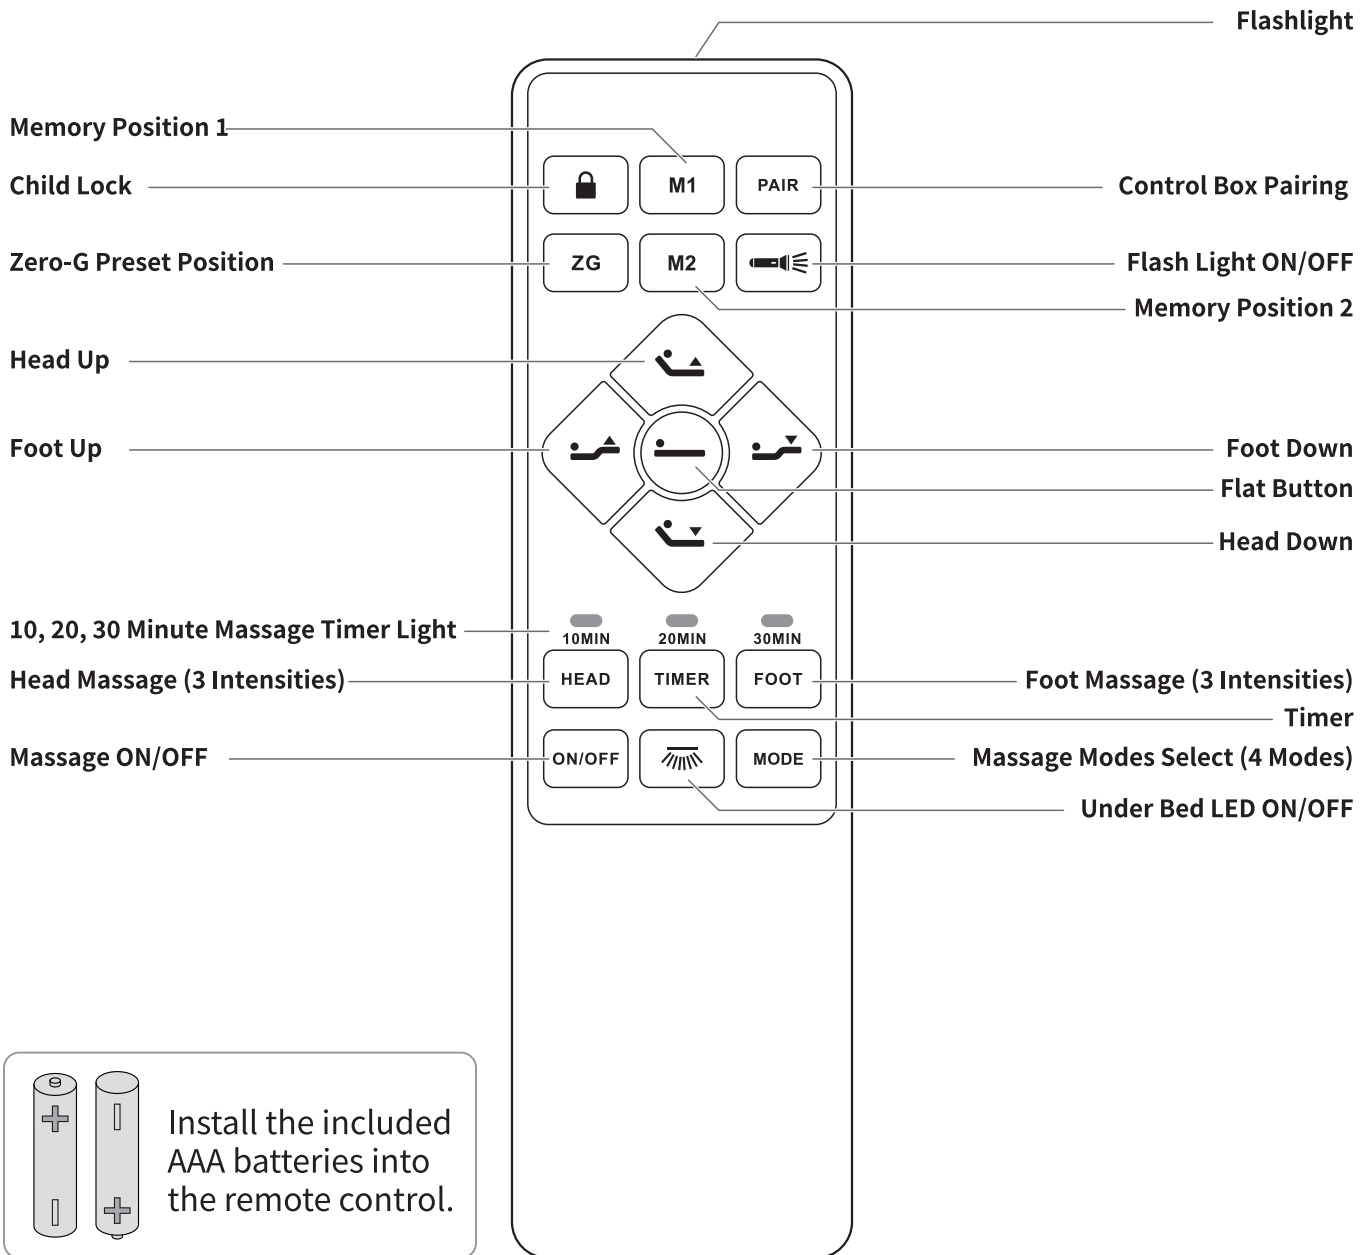 Flashlight
Memory Position 1
Child Lock
M1
PAIR
Control Box Pairing
Zero-G Preset Position
ZG
M2
Flash Light ON/OFF
Memory Position 2
Head Up
Foot Up
Foot Down
Flat Button
Head Down
10, 20, 30 Minute Massage Timer Light
10MIN
20MIN
30MIN
Head Massage (3 Intensities)
HEAD
TIMER
FOOT
Foot Massage (3 Intensities)
Timer
Massage ON/OFF
ON/OFF
MODE
Massage Modes Select (4 Modes)
Under Bed LED ON/OFF
Install the included
AAA batteries into
the remote control.